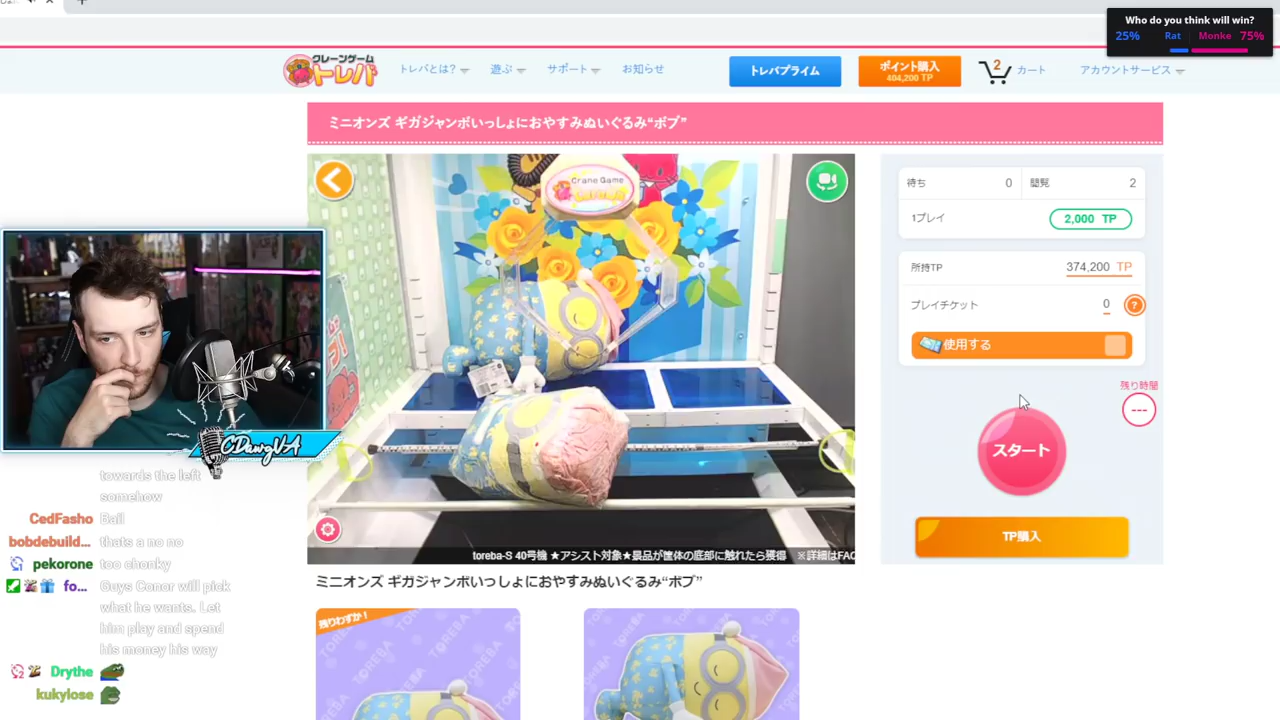 Who do you think will win?
25% Rat Monke 75%
クレーンゲーム
トレバ
トレバとは？
遊ぶ
サポート
お知らせ
トレバプライム
ポイント購入
404,200 TP
2
カート
アカウントサービス
ミニオンズ ギガジャンボいっしょにおやすみぬいぐるみ“ボブ”
Crane Game
待ち 0 閲覧 2
1プレイ 2,000 TP
所持TP 374,200 TP
プレイチケット 0 ?
使用する
残り時間
---
スタート
TP購入
CDawgVA
toreba-S 40号機 ★アシスト対象★景品が筐体の底部に触れたら獲得 ※詳細はFAC
ミニオンズ ギガジャンボいっしょにおやすみぬいぐるみ“ボブ”
残りわずか！
TOREBA
TOREBA
towards the left
somehow
CedFasho Bail
bobdebuild... thats a no no
pekorone too chonky
fo... Guys Conor will pick
what he wants. Let
him play and spend
his money his way
Drythe
kukylose